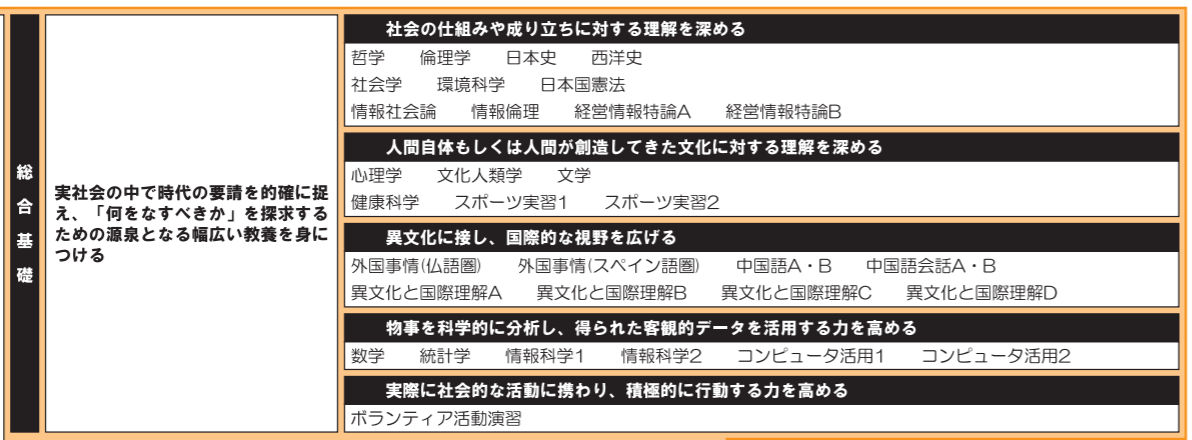 総合基礎
実社会の中で時代の要請を的確に捉
え、「何をなすべきか」を探求する
ための源泉となる幅広い教養を身に
つける
社会の仕組みや成り立ちに対する理解を深める
哲学 倫理学 日本史 西洋史
社会学 環境科学 日本国憲法
情報社会論 情報倫理 経営情報特論A 経営情報特論B
人間自体もしくは人間が創造してきた文化に対する理解を深める
心理学 文化人類学 文学
健康科学 スポーツ実習1 スポーツ実習2
異文化に接し、国際的な視野を広げる
外国事情(仏語圏) 外国事情(スペイン語圏) 中国語A・B 中国語会話A・B
異文化と国際理解A 異文化と国際理解B 異文化と国際理解C 異文化と国際理解D
物事を科学的に分析し、得られた客観的データを活用する力を高める
数学 統計学 情報科学1 情報科学2 コンピュータ活用1 コンピュータ活用2
実際に社会的な活動に携わり、積極的に行動する力を高める
ボランティア活動演習